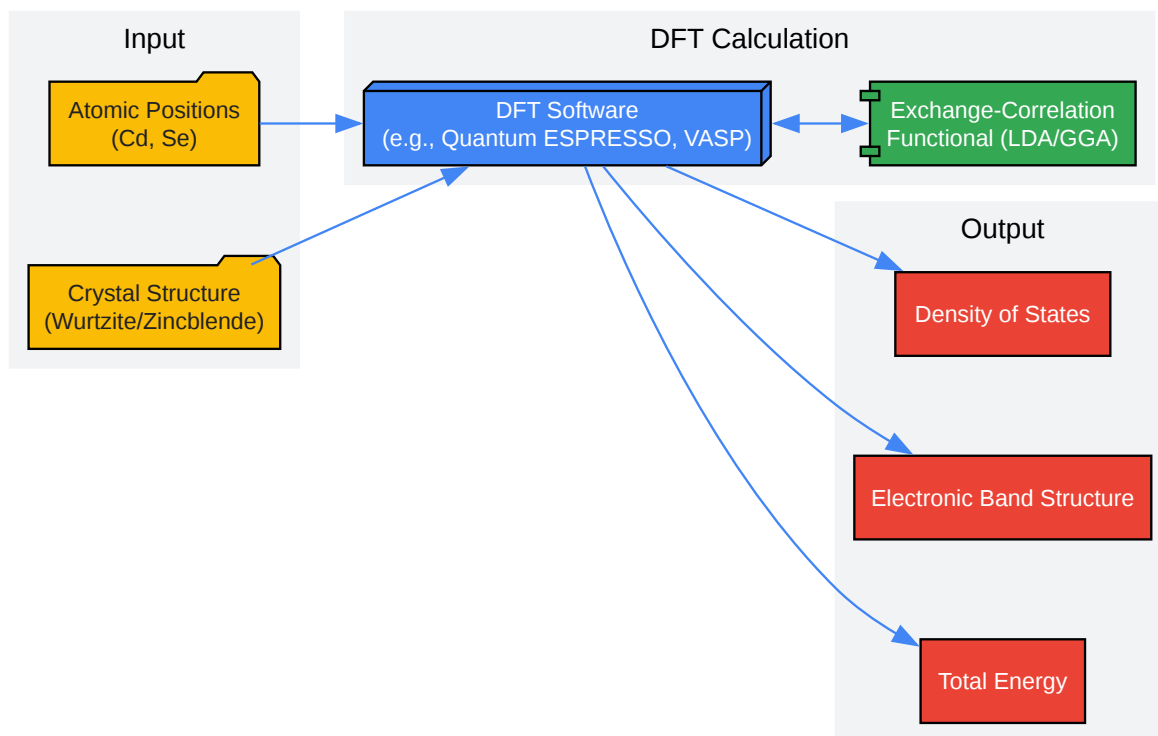 Input
Atomic Positions
(Cd, Se)
Crystal Structure
(Wurtzite/Zincblende)
DFT Calculation
DFT Software
(e.g., Quantum ESPRESSO, VASP)
Exchange-Correlation
Functional (LDA/GGA)
Output
Density of States
Electronic Band Structure
Total Energy